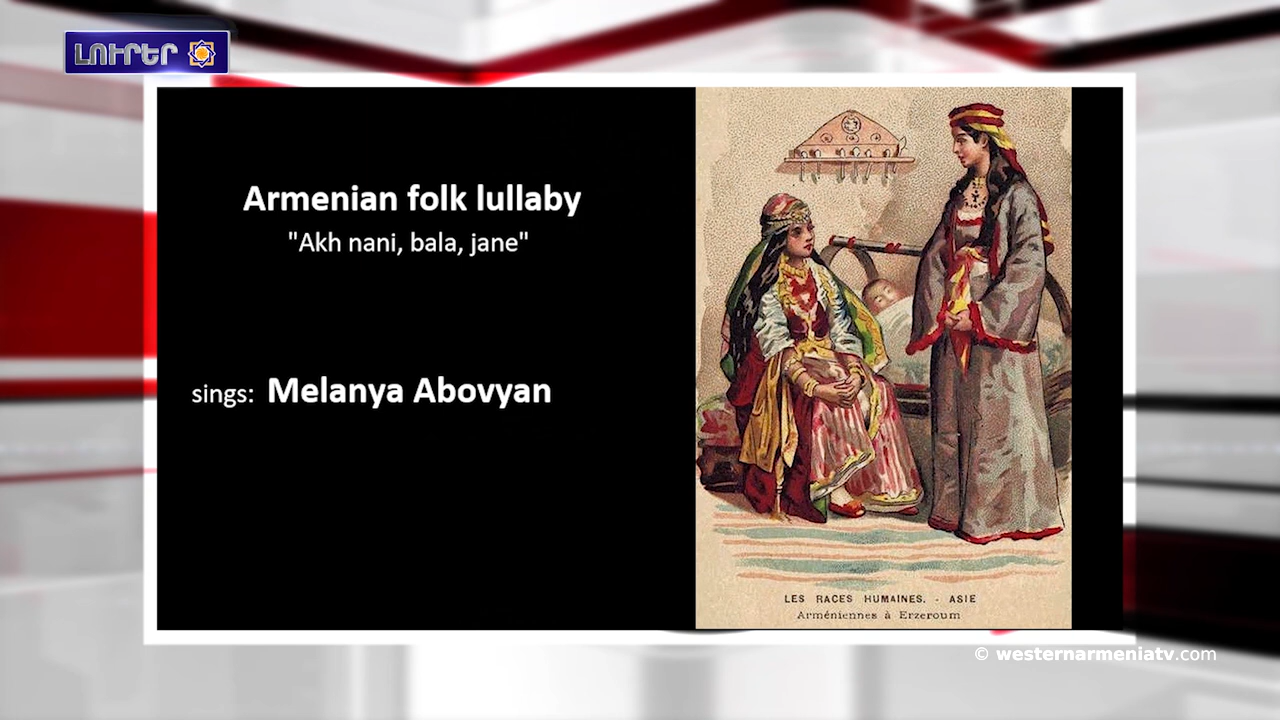 ԼՈՒՐԵՐ
Armenian folk lullaby
"Akh nani, bala, jane"
sings: Melanya Abovyan
LES RACES HUMAINES. - ASIE
Arméniennes à Erzeroum
© westernarmeniatv.com